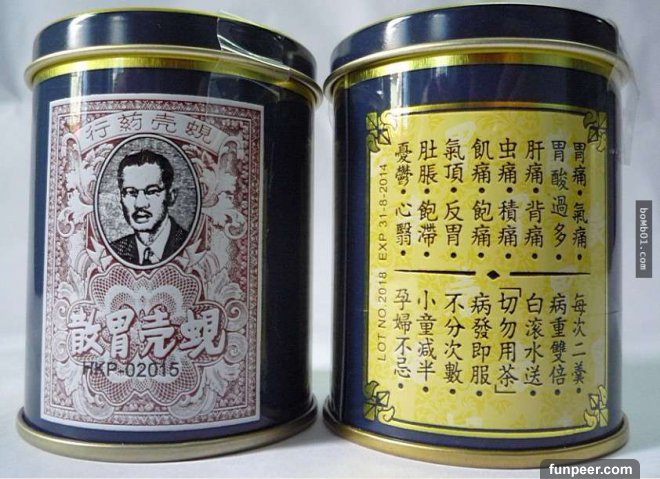 蜆壳药行
蜆壳胃散
HKP-02015
胃痛•氣痛•
胃酸過多•
肝痛•背痛•
虫痛•積痛•
飢痛•飽痛•
氣頂•反胃•
肚脹•飽滯•
憂鬱•心翳•
每次二羹•
病重雙倍•
白滾水送•
「切勿用茶」
病發即服•
不分次數•
小童減半•
孕婦不忌•
LOT NO.2018 EXP 31-8-2014
bomb01.com
funpeer.com